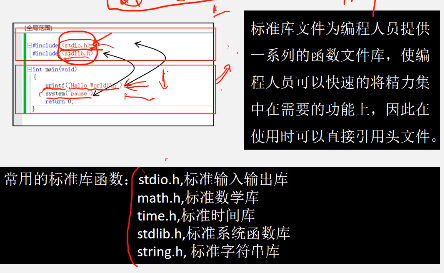 (全局范围)
#include <stdio.h>
#include <stdlib.h>
int main(void)
{
printf("Hello World!\n");
system("pause");
return 0;
}
标准库文件为编程人员提供
一系列的函数文件库，使编
程人员可以快速的将精力集
中在需要的功能上，因此在
使用时可以直接引用头文件。
常用的标准库函数：stdio.h,标准输入输出库
math.h,标准数学库
time.h,标准时间库
stdlib.h,标准系统函数库
string.h, 标准字符串库